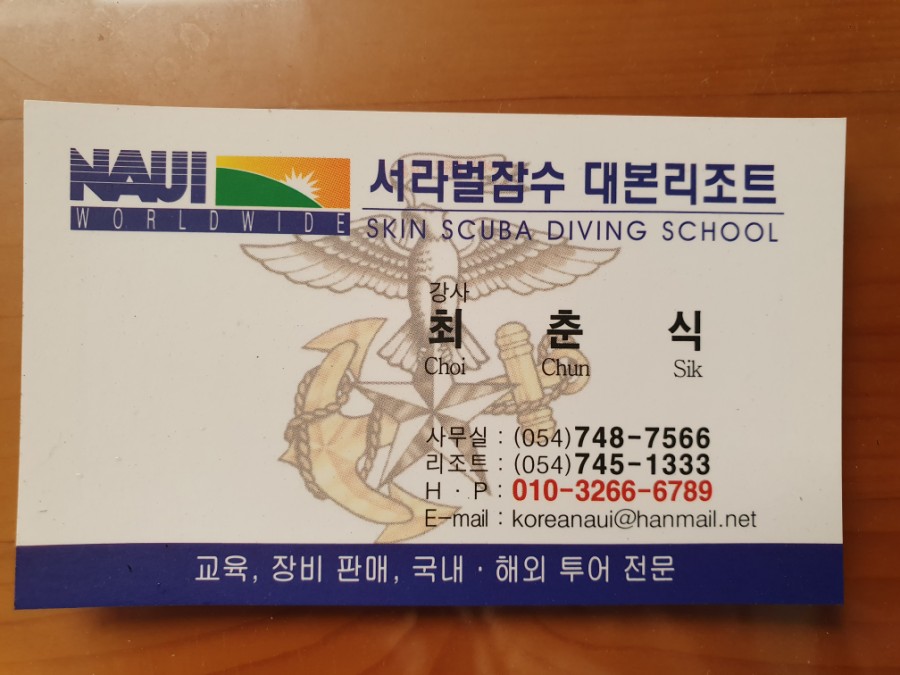 NAUI
WORLDWIDE
서라벌잠수 대본리조트
SKIN SCUBA DIVING SCHOOL
강사
최 춘 식
Choi Chun Sik
사무실 : (054)748-7566
리조트 : (054)745-1333
H · P : 010-3266-6789
E-mail : koreanaui@hanmail.net
교육, 장비 판매, 국내 · 해외 투어 전문